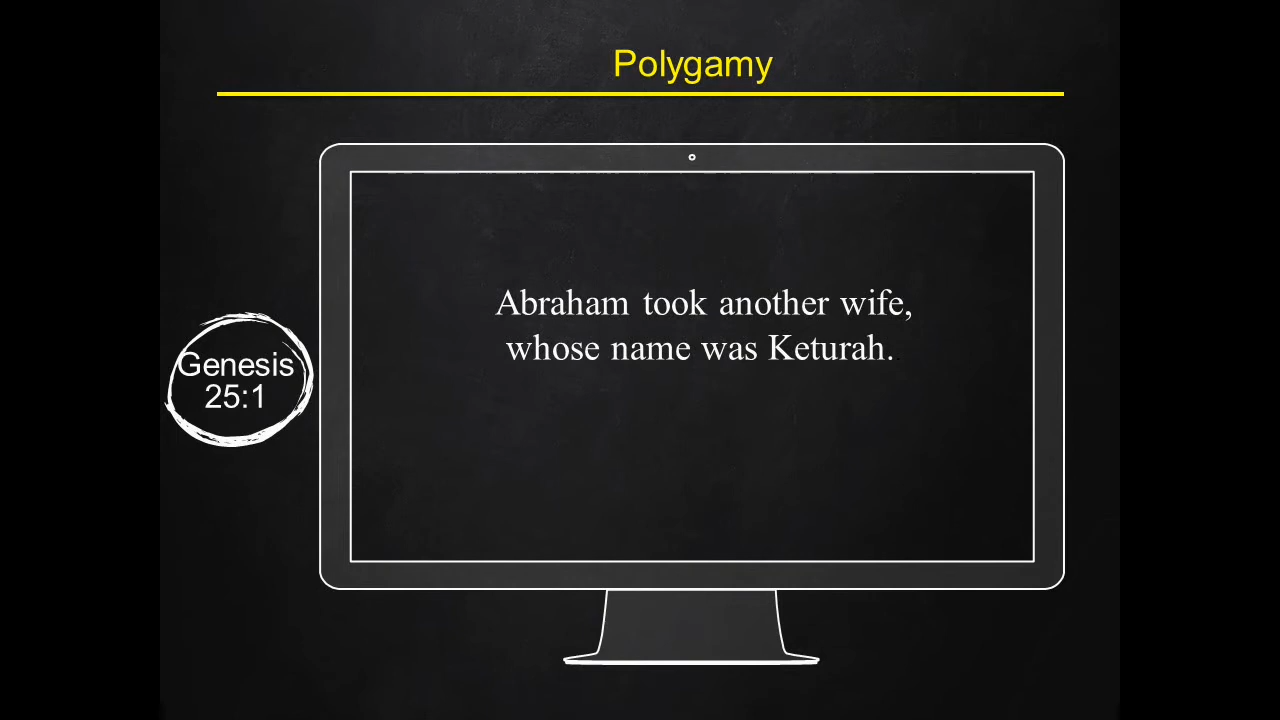 Polygamy
Abraham took another wife,
whose name was Keturah.
Genesis
25:1